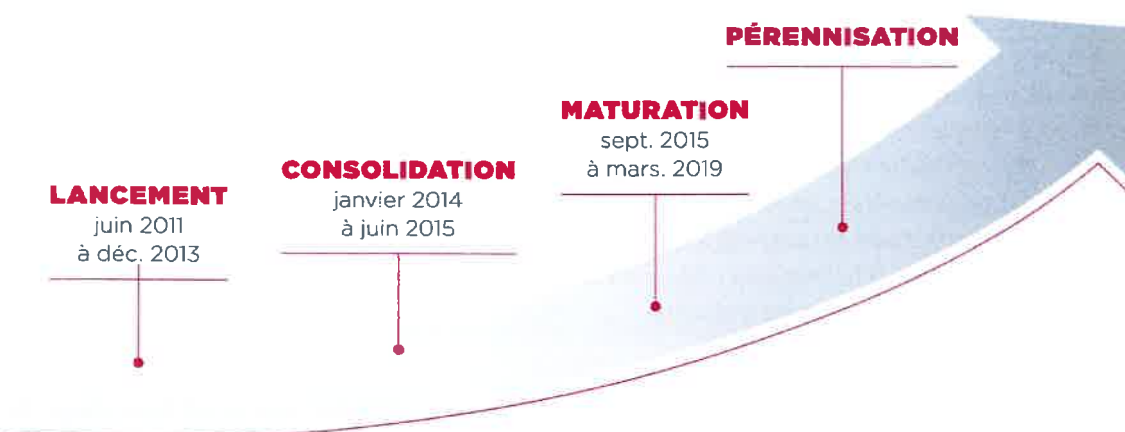 LANCEMENT
juin 2011
à déc. 2013
CONSOLIDATION
janvier 2014
à juin 2015
MATURATION
sept. 2015
à mars. 2019
PÉRENNISATION